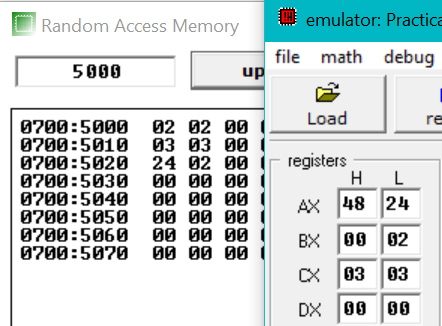 Random Access Memory
5000
up
0700:5000 02 02 00
0700:5010 03 03 00
0700:5020 24 02 00
0700:5030 00 00 00
0700:5040 00 00 00
0700:5050 00 00 00
0700:5060 00 00 00
0700:5070 00 00 00
emulator: Practica
file math debug
Load
re
registers
H L
AX 48 24
BX 00 02
CX 03 03
DX 00 00